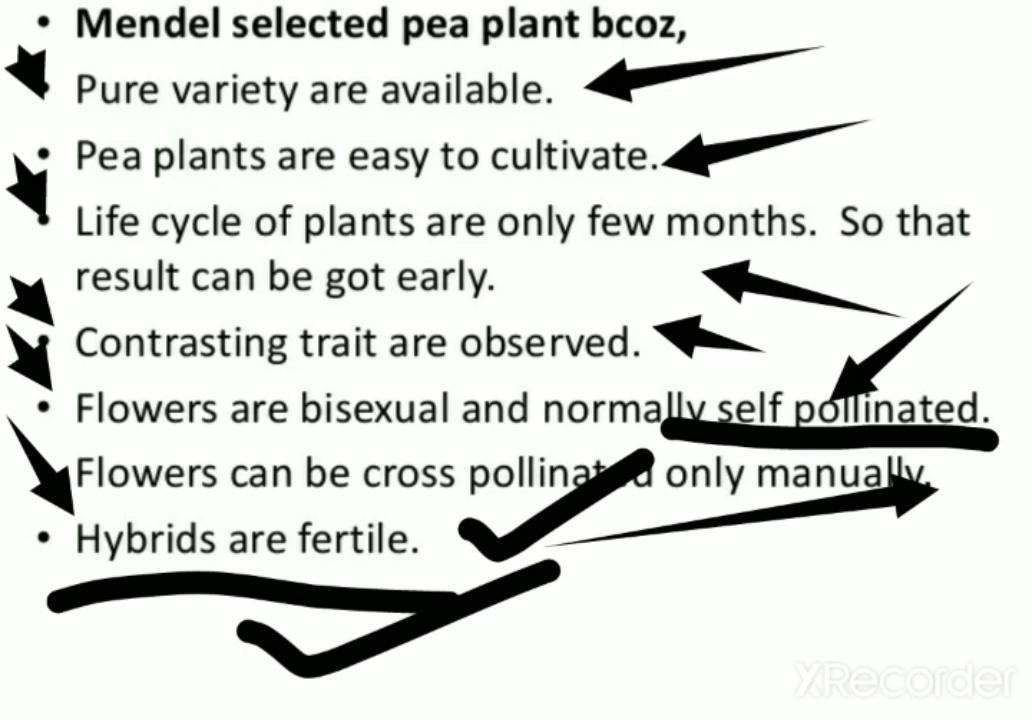 • Mendel selected pea plant bcoz,
• Pure variety are available.
• Pea plants are easy to cultivate.
• Life cycle of plants are only few months. So that
result can be got early.
• Contrasting trait are observed.
• Flowers are bisexual and normally self pollinated.
Flowers can be cross pollinated only manually.
• Hybrids are fertile.
XRecorder